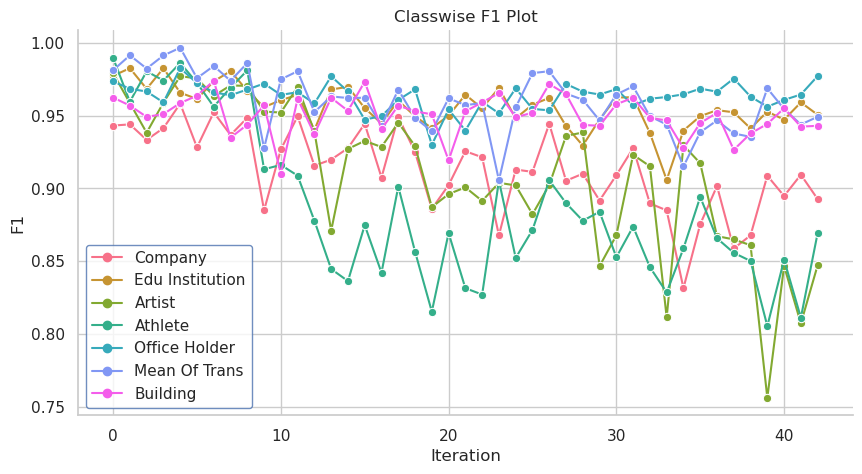 Classwise F1 Plot
1.00
0.95
0.90
0.85
0.80
0.75
F1
Company
Edu Institution
Artist
Athlete
Office Holder
Mean Of Trans
Building
0 10 20 30 40
Iteration